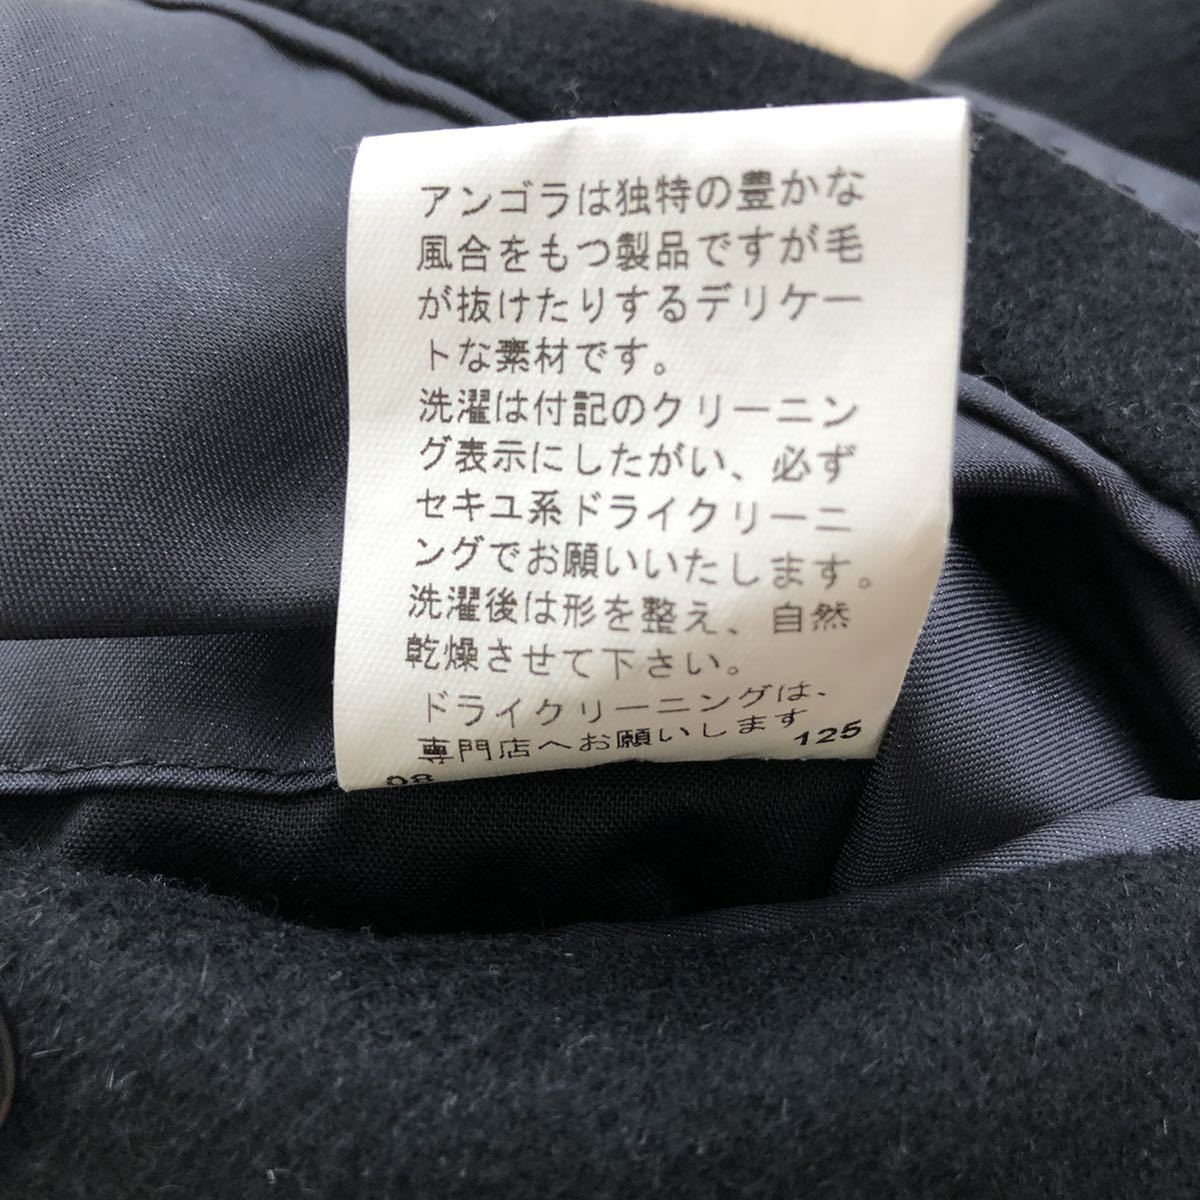 アンゴラは独特の豊かな
風合をもつ製品ですが毛
が抜けたりするデリケー
トな素材です。
洗濯は付記のクリーニン
グ表示にしたがい、必ず
セキユ系ドライクリーニ
ングでお願いいたします。
洗濯後は形を整え、自然
乾燥させて下さい。
ドライクリーニングは、
専門店へお願いします
98 125